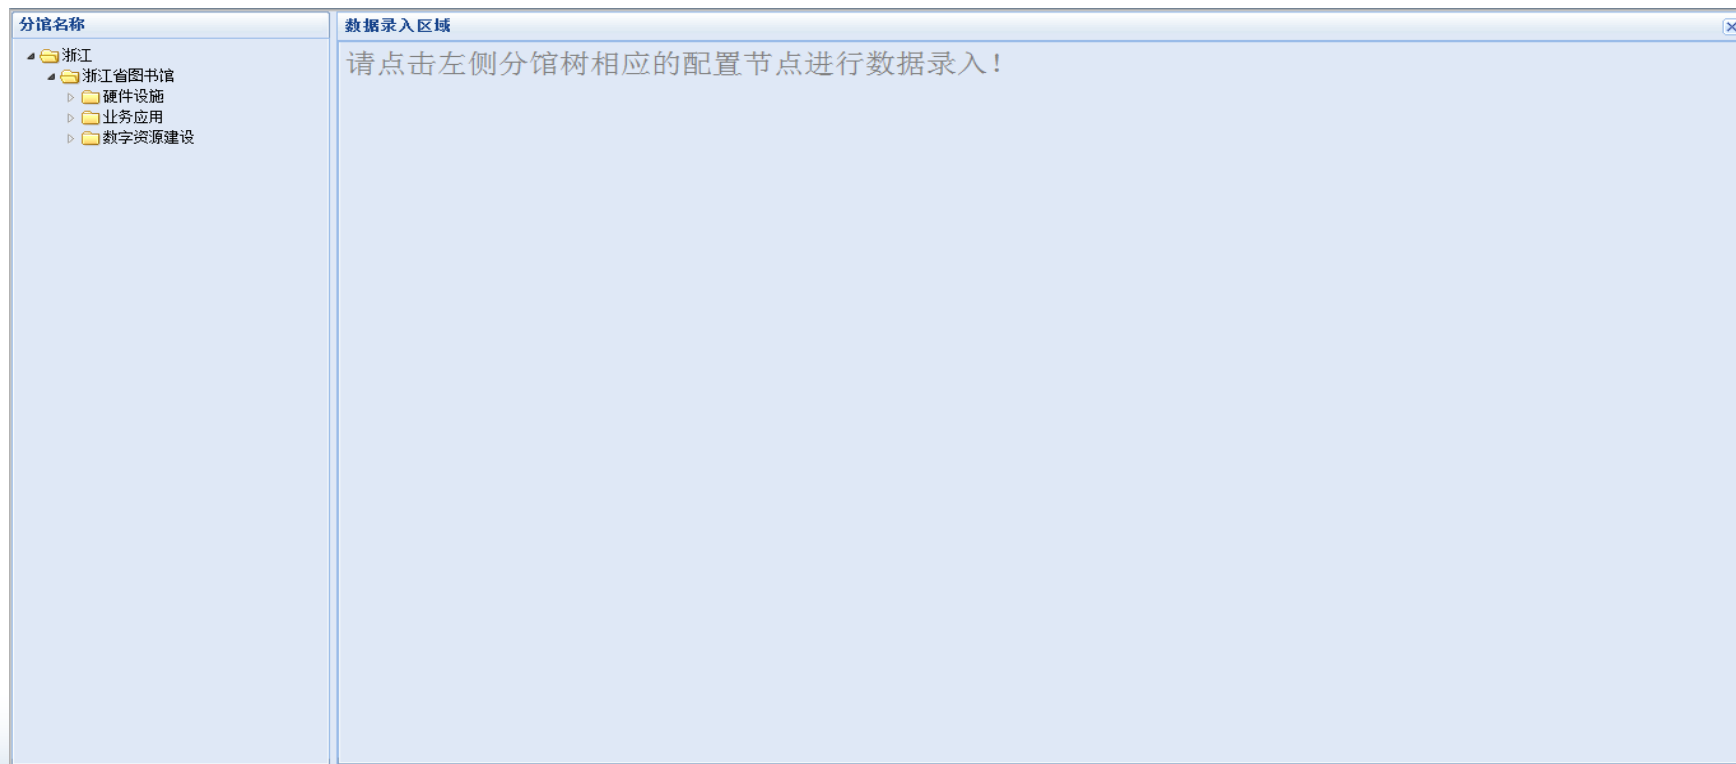 分馆名称
浙江
浙江省图书馆
硬件设施
业务应用
数字资源建设
数据录入区域
请点击左侧分馆树相应的配置节点进行数据录入！